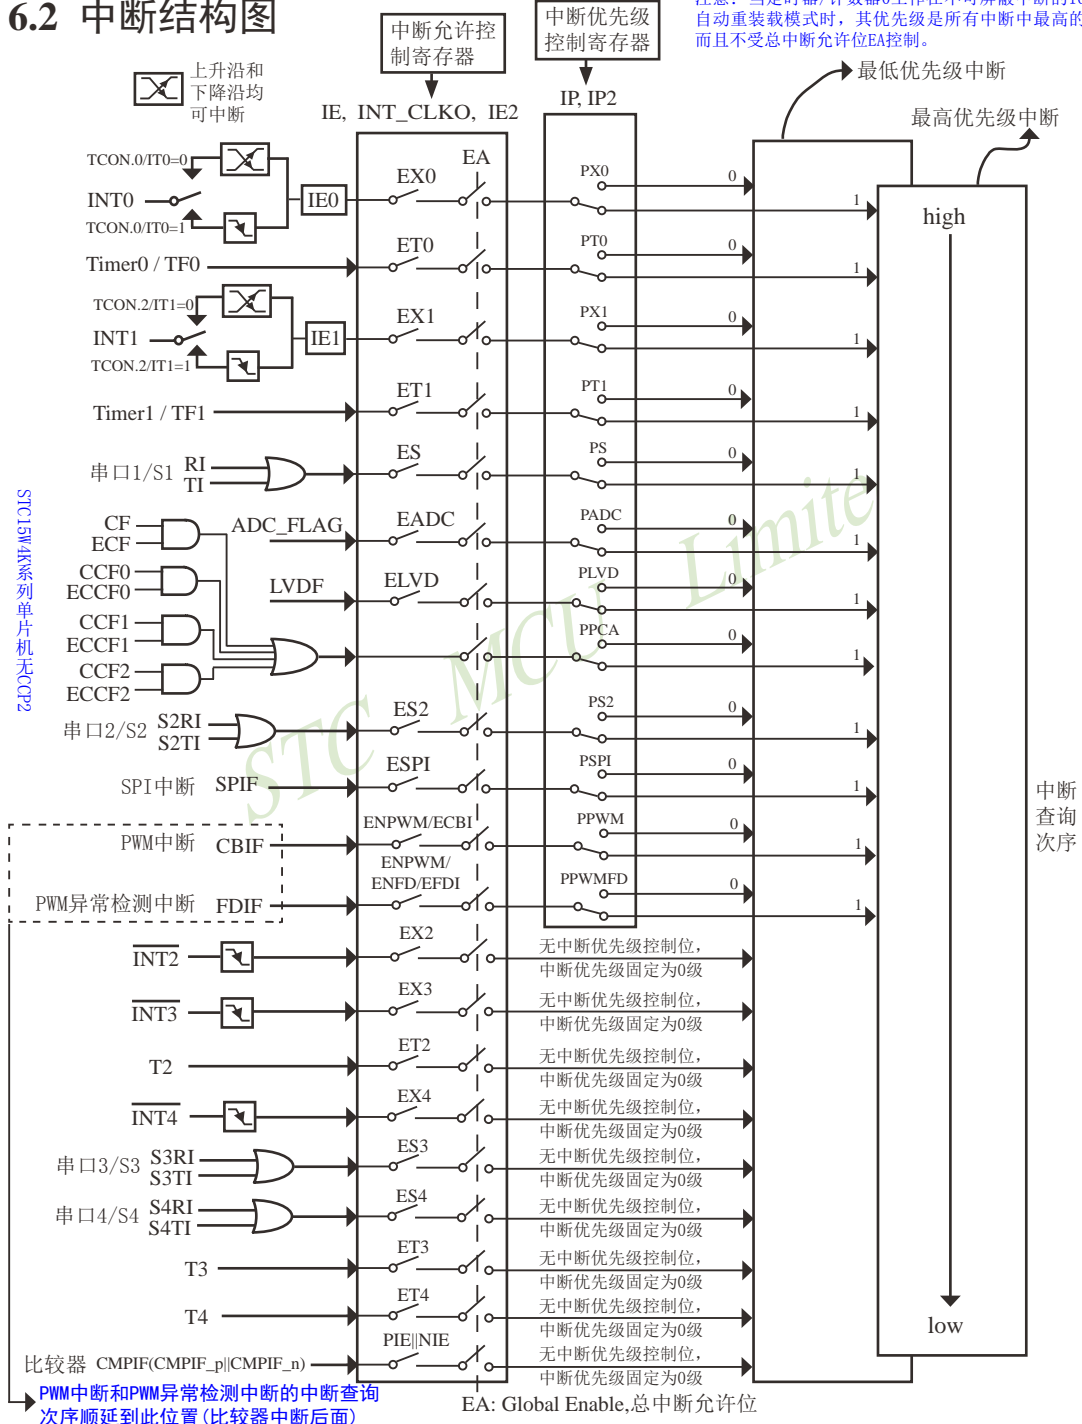 6.2 中断结构图
自动重装载模式时，其优先级是所有中断中最高的
而且不受总中断允许位EA控制。
中断允许控
制寄存器
中断优先级
控制寄存器
上升沿和
下降沿均
可中断
IE, INT_CLKO, IE2
IP, IP2
最低优先级中断
最高优先级中断
EA
TCON.0/IT0=0
INT0
TCON.0/IT0=1
IE0
EX0
PX0
0
1
high
Timer0 / TF0
ET0
PT0
0
1
TCON.2/IT1=0
INT1
TCON.2/IT1=1
IE1
EX1
PX1
0
1
Timer1 / TF1
ET1
PT1
0
1
串口1/S1
RI
TI
ES
PS
0
1
CF
ECF
ADC_FLAG
EADC
PADC
0
1
CCF0
ECCF0
LVDF
ELVD
PLVD
0
1
CCF1
ECCF1
CCF2
ECCF2
PPCA
0
1
STC15W4K系列单片机无CCP2
串口2/S2
S2RI
S2TI
ES2
PS2
0
1
SPI中断
SPIF
ESPI
PSPI
0
1
中断
查询
次序
PWM中断
CBIF
ENPWM/ECBI
PPWM
0
1
PWM异常检测中断
FDIF
ENPWM/
ENFD/EFDI
PPWMFD
0
1
INT2
EX2
无中断优先级控制位，
中断优先级固定为0级
INT3
EX3
无中断优先级控制位，
中断优先级固定为0级
T2
ET2
无中断优先级控制位，
中断优先级固定为0级
INT4
EX4
无中断优先级控制位，
中断优先级固定为0级
串口3/S3
S3RI
S3TI
ES3
无中断优先级控制位，
中断优先级固定为0级
串口4/S4
S4RI
S4TI
ES4
无中断优先级控制位，
中断优先级固定为0级
T3
ET3
无中断优先级控制位，
中断优先级固定为0级
T4
ET4
无中断优先级控制位，
中断优先级固定为0级
low
比较器 CMPIF(CMPIF_p||CMPIF_n)
PIE||NIE
无中断优先级控制位，
中断优先级固定为0级
PWM中断和PWM异常检测中断的中断查询
次序顺延到此位置(比较器中断后面)
EA: Global Enable,总中断允许位
STC MCU Limite